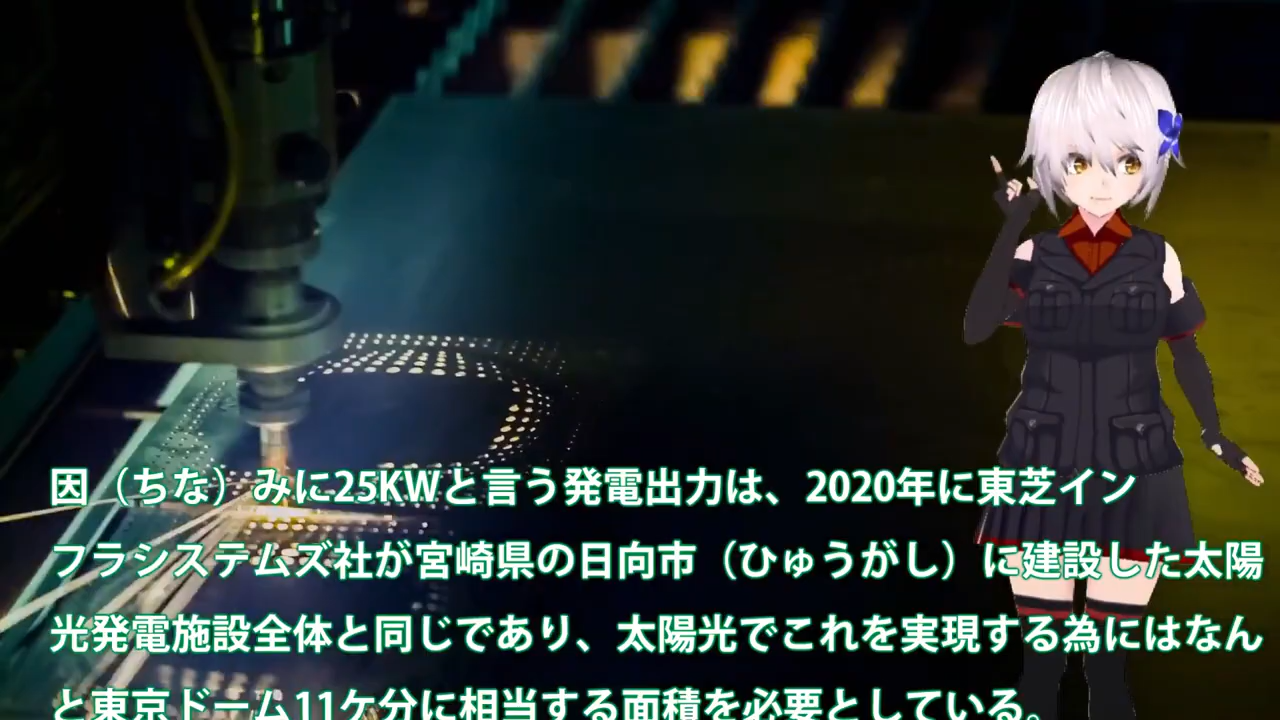 因（ちな）みに25KWと言う発電出力は、2020年に東芝イン
フラシステムズ社が宮崎県の日向市（ひゅうがし）に建設した太陽
光発電施設全体と同じであり、太陽光でこれを実現する為にはなん
と東京ドーム11ケ分に相当する面積を必要としている。